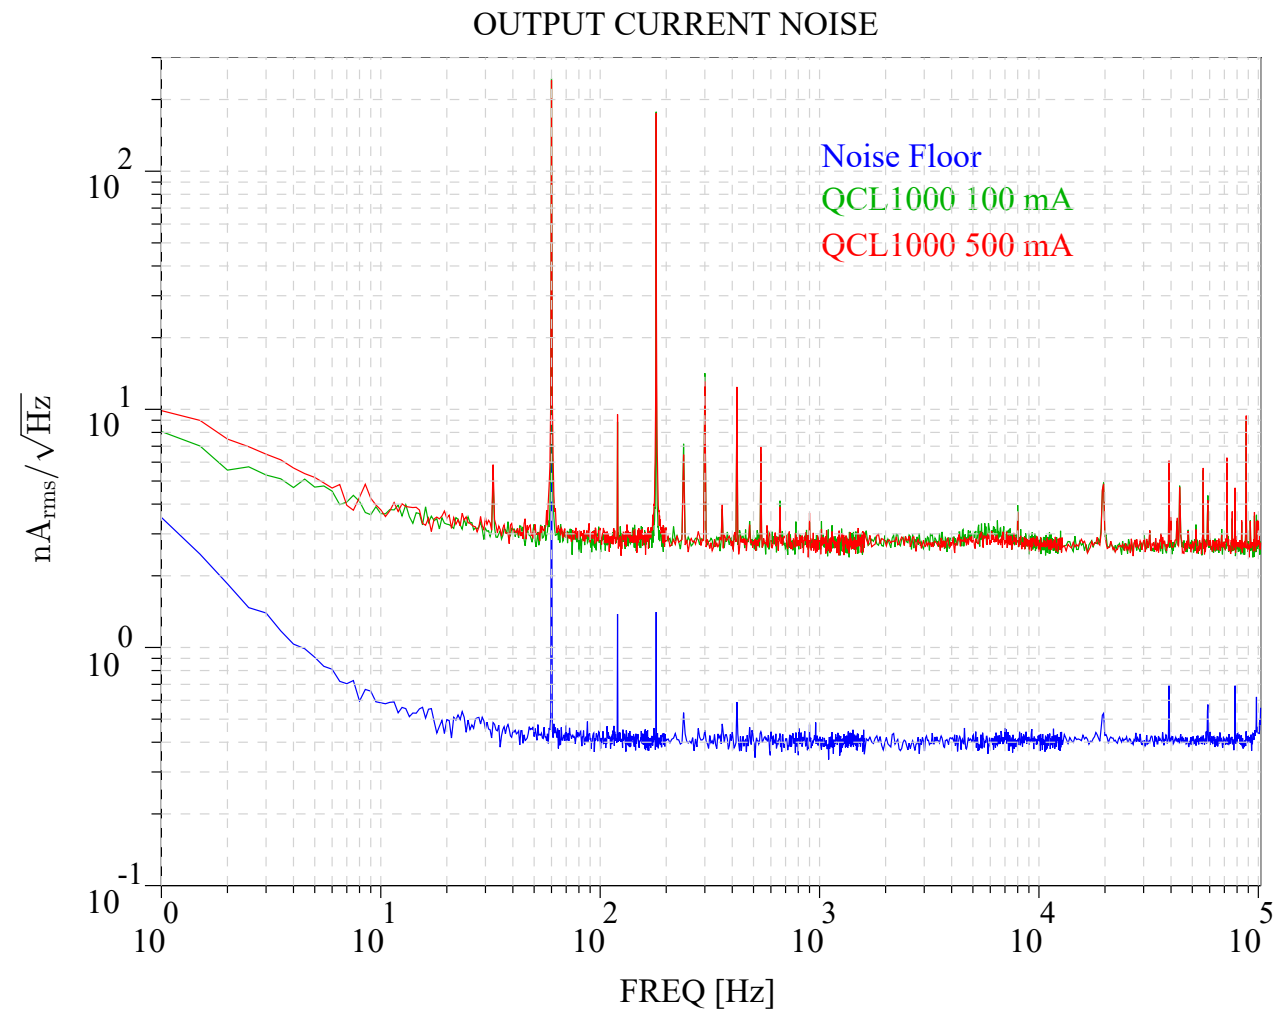 OUTPUT CURRENT NOISE
Noise Floor
QCL1000 100 mA
QCL1000 500 mA
10^2
10^1
10^0
10^-1
nA_rms/√Hz
10^0 10^1 10^2 10^3 10^4 10^5
FREQ [Hz]